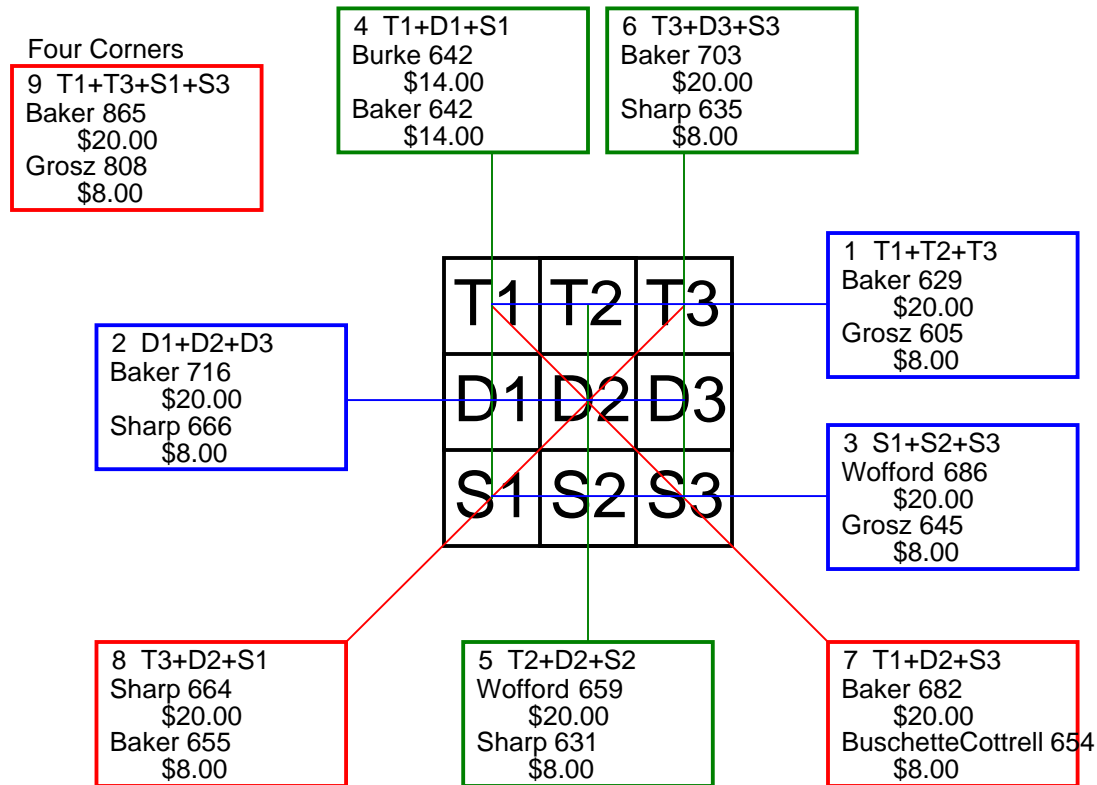 Four Corners
9 T1+T3+S1+S3
Baker 865
$20.00
Grosz 808
$8.00
4 T1+D1+S1
Burke 642
$14.00
Baker 642
$14.00
6 T3+D3+S3
Baker 703
$20.00
Sharp 635
$8.00
1 T1+T2+T3
Baker 629
$20.00
Grosz 605
$8.00
2 D1+D2+D3
Baker 716
$20.00
Sharp 666
$8.00
T1 T2 T3
D1 D2 D3
S1 S2 S3
3 S1+S2+S3
Wofford 686
$20.00
Grosz 645
$8.00
8 T3+D2+S1
Sharp 664
$20.00
Baker 655
$8.00
5 T2+D2+S2
Wofford 659
$20.00
Sharp 631
$8.00
7 T1+D2+S3
Baker 682
$20.00
BuschetteCottrell 654
$8.00